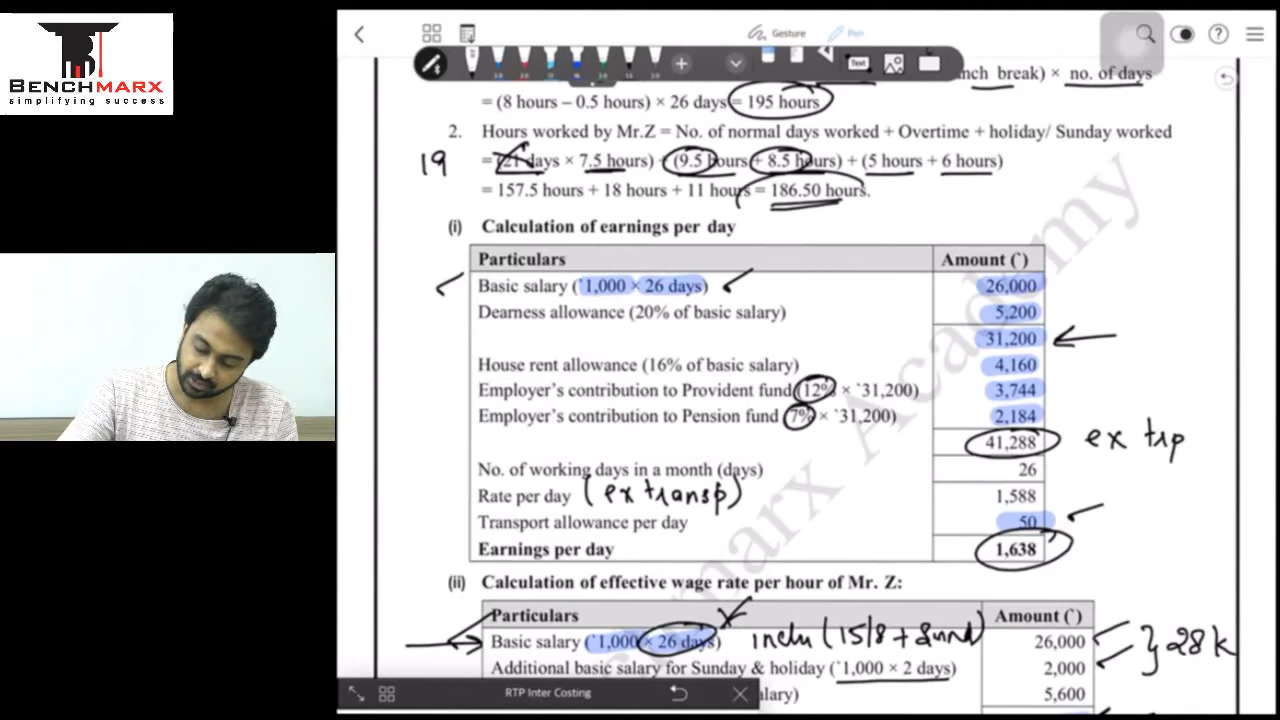 BENCHMARX
simplifying success
Gesture
Pen
Text
nch break) × no. of days
= (8 hours – 0.5 hours) × 26 days = 195 hours
2. Hours worked by Mr.Z = No. of normal days worked + Overtime + holiday/ Sunday worked
19 = (21 days × 7.5 hours) + (9.5 hours + 8.5 hours) + (5 hours + 6 hours)
= 157.5 hours + 18 hours + 11 hours = 186.50 hours.
(i) Calculation of earnings per day
Particulars Amount (`)
Basic salary (`1,000 × 26 days) 26,000
Dearness allowance (20% of basic salary) 5,200
31,200
House rent allowance (16% of basic salary) 4,160
Employer's contribution to Provident fund (12% × `31,200) 3,744
Employer's contribution to Pension fund (7% × `31,200) 2,184
41,288 ex trp
No. of working days in a month (days) 26
Rate per day (ex transp) 1,588
Transport allowance per day 50
Earnings per day 1,638
(ii) Calculation of effective wage rate per hour of Mr. Z:
Particulars Amount (`)
Basic salary (`1,000 × 26 days) inclu (15/8 + Sund) 26,000
Additional basic salary for Sunday & holiday (`1,000 × 2 days) 2,000 } 28k
RTP Inter Costing
lary) 5,600
marx Academy